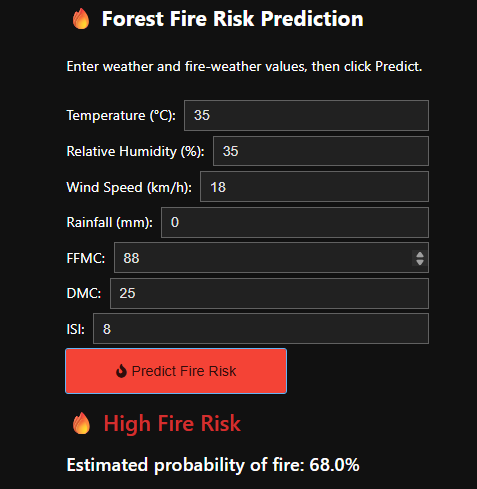 🔥 Forest Fire Risk Prediction
Enter weather and fire-weather values, then click Predict.
Temperature (°C): 35
Relative Humidity (%): 35
Wind Speed (km/h): 18
Rainfall (mm): 0
FFMC: 88
DMC: 25
ISI: 8
🔥 Predict Fire Risk
🔥 High Fire Risk
Estimated probability of fire: 68.0%